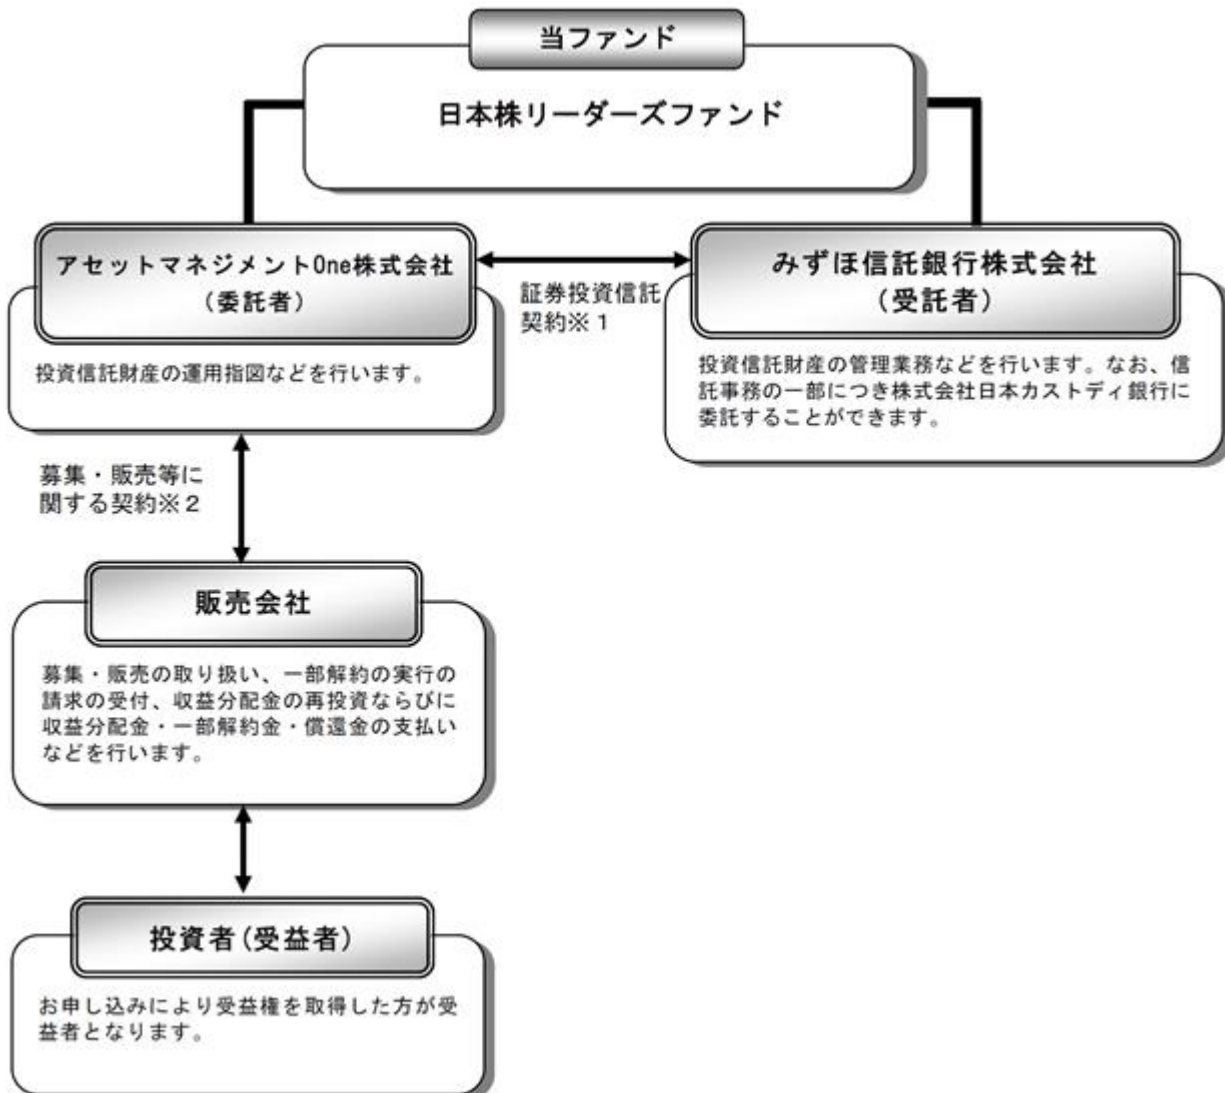 当ファンド
日本株リーダーズファンド
アセットマネジメントOne株式会社
（委託者）
投資信託財産の運用指図などを行います。
証券投資信託
契約※１
みずほ信託銀行株式会社
（受託者）
投資信託財産の管理業務などを行います。なお、信
託事務の一部につき株式会社日本カストディ銀行に
委託することができます。
募集・販売等に
関する契約※２
販売会社
募集・販売の取り扱い、一部解約の実行の
請求の受付、収益分配金の再投資ならびに
収益分配金・一部解約金・償還金の支払い
などを行います。
投資者(受益者)
お申し込みにより受益権を取得した方が受
益者となります。